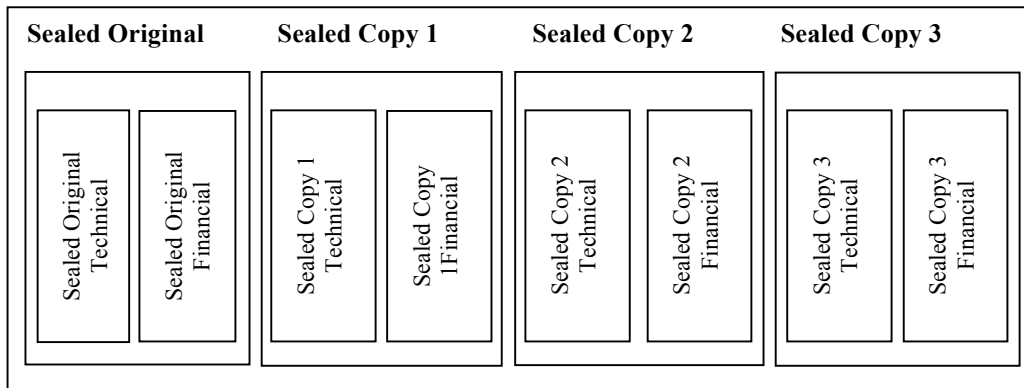 Sealed Original
Sealed Copy 1
Sealed Copy 2
Sealed Copy 3
Sealed Original
Technical
Sealed Original
Financial
Sealed Copy 1
Technical
Sealed Copy
1Financial
Sealed Copy 2
Technical
Sealed Copy 2
Financial
Sealed Copy 3
Technical
Sealed Copy 3
Financial